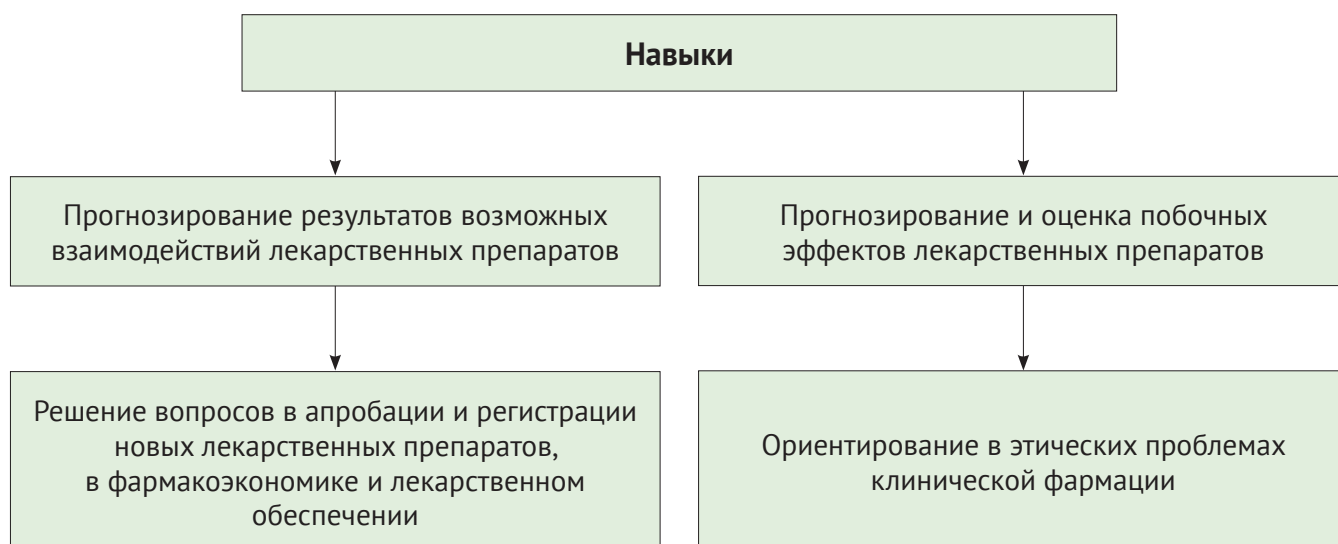 Навыки
Прогнозирование результатов возможных
взаимодействий лекарственных препаратов
Прогнозирование и оценка побочных
эффектов лекарственных препаратов
Решение вопросов в апробации и регистрации
новых лекарственных препаратов,
в фармакоэкономике и лекарственном
обеспечении
Ориентирование в этических проблемах
клинической фармации